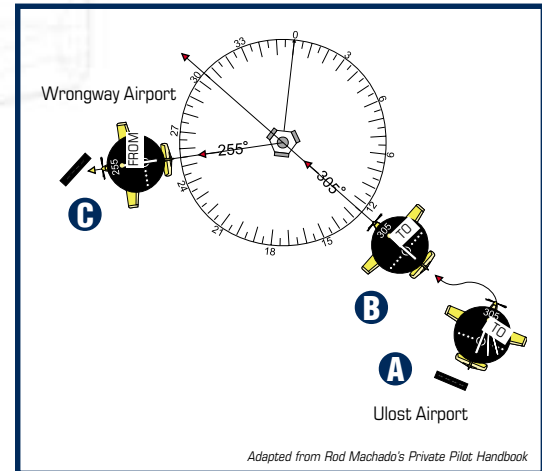 Wrongway Airport
0
3
6
12
15
18
21
24
27
30
33
255°
305°
FROM
255
C
TO
305
B
TO
305
A
Ulost Airport
Adapted from Rod Machado's Private Pilot Handbook